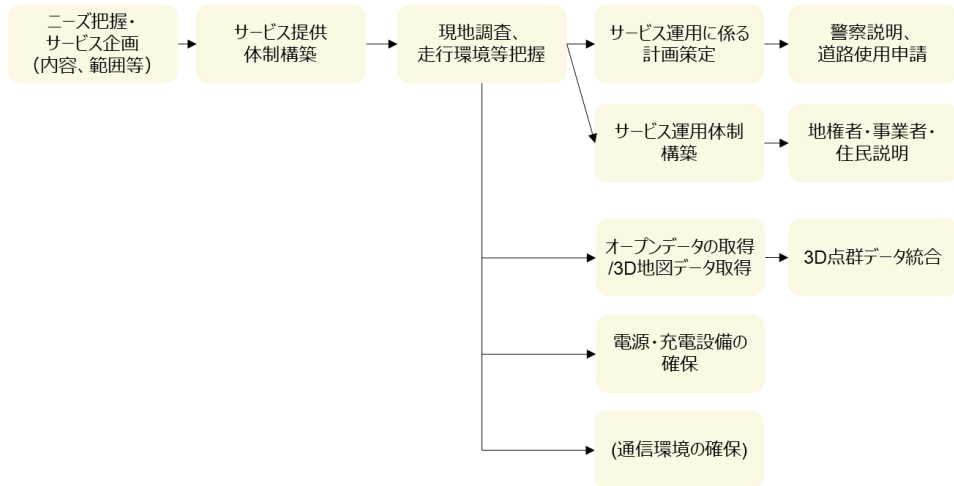 ニーズ把握・
サービス企画
（内容、範囲等）
サービス提供
体制構築
現地調査、
走行環境等把握
サービス運用に係る
計画策定
警察説明、
道路使用申請
サービス運用体制
構築
地権者・事業者・
住民説明
オープンデータの取得
/3D地図データ取得
3D点群データ統合
電源・充電設備の
確保
(通信環境の確保)